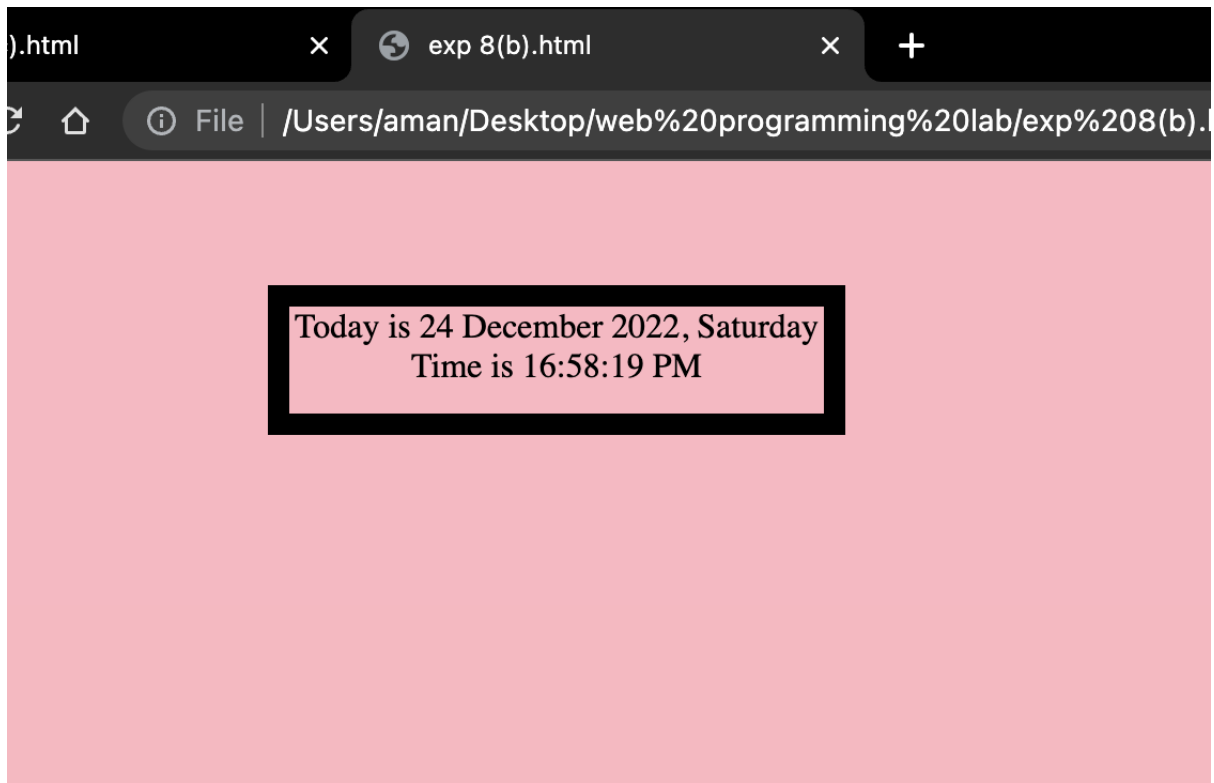 ).html
exp 8(b).html
File
/Users/aman/Desktop/web%20programming%20lab/exp%208(b).
Today is 24 December 2022, Saturday
Time is 16:58:19 PM